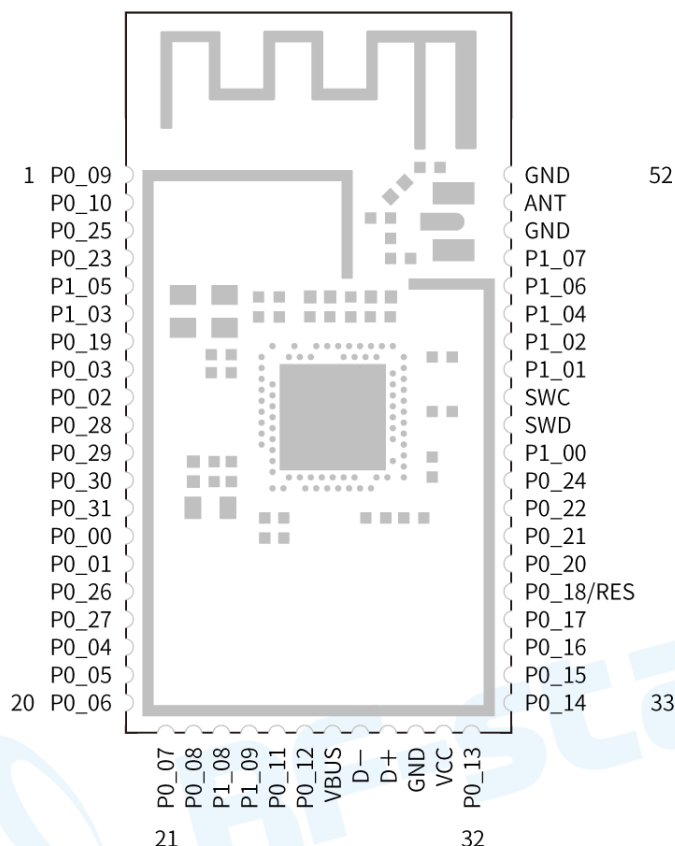 1 P0_09 GND 52
P0_10 ANT
P0_25 GND
P0_23 P1_07
P1_05 P1_06
P1_03 P1_04
P0_19 P1_02
P0_03 P1_01
P0_02 SWC
P0_28 SWD
P0_29 P1_00
P0_30 P0_24
P0_31 P0_22
P0_00 P0_21
P0_01 P0_20
P0_26 P0_18/RES
P0_27 P0_17
P0_04 P0_16
P0_05 P0_15
20 P0_06 P0_14 33
P0_07
P0_08
P1_08
P1_09
P0_11
P0_12
VBUS
D−
D+
GND
VCC
P0_13
21 32
RF-sta